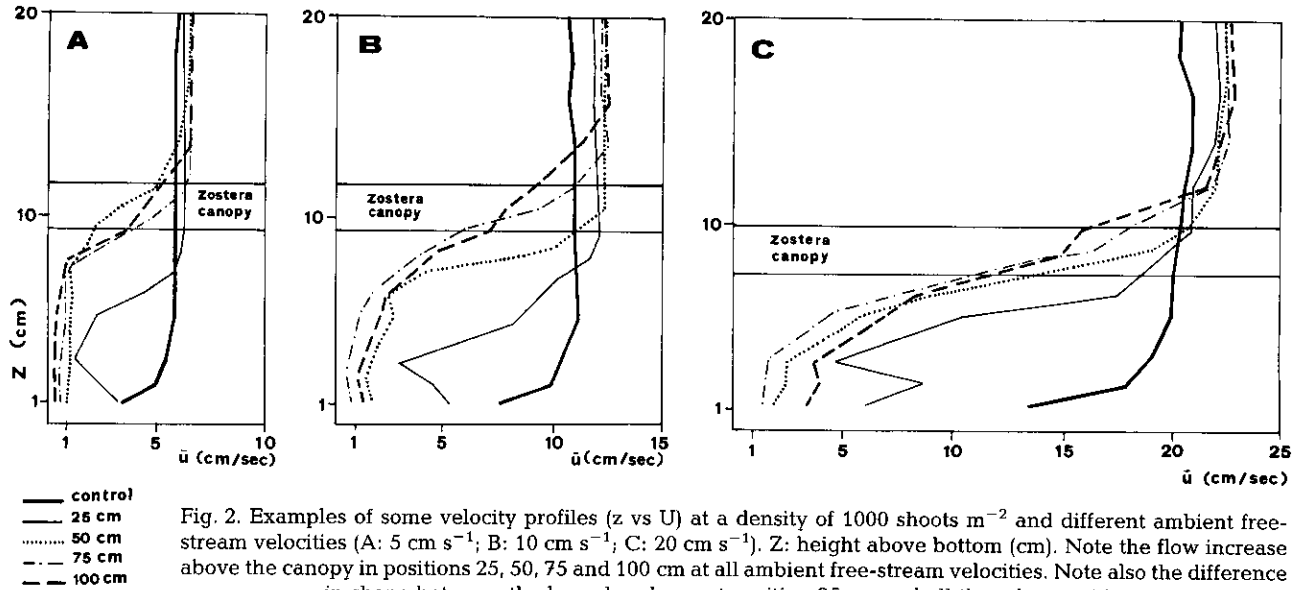 20
A
Zostera
canopy
10
Z (cm)
1
1 5 10
ū (cm/sec)
20
B
Zostera
canopy
10
1
1 5 10 15
ū(cm/sec)
20
C
10
Zostera
canopy
1
1 5 10 15 20 25
ū (cm/sec)
control
25 cm
50 cm
75 cm
100 cm
Fig. 2. Examples of some velocity profiles (z vs U) at a density of 1000 shoots m⁻² and different ambient free-
stream velocities (A: 5 cm s⁻¹; B: 10 cm s⁻¹; C: 20 cm s⁻¹). Z: height above bottom (cm). Note the flow increase
above the canopy in positions 25, 50, 75 and 100 cm at all ambient free-stream velocities. Note also the difference